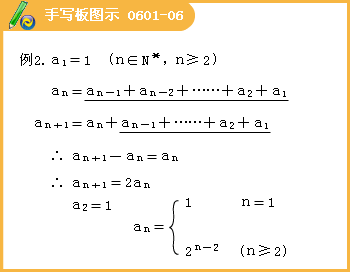 手写板图示 0601-06
例2. a₁=1 (n∈N*, n≥2)
aₙ=aₙ₋₁+aₙ₋₂+……+a₂+a₁
aₙ₊₁=aₙ+aₙ₋₁+……+a₂+a₁
∴ aₙ₊₁-aₙ=aₙ
∴ aₙ₊₁=2aₙ
a₂=1
aₙ={ 1 n=1
2ⁿ⁻² (n≥2)